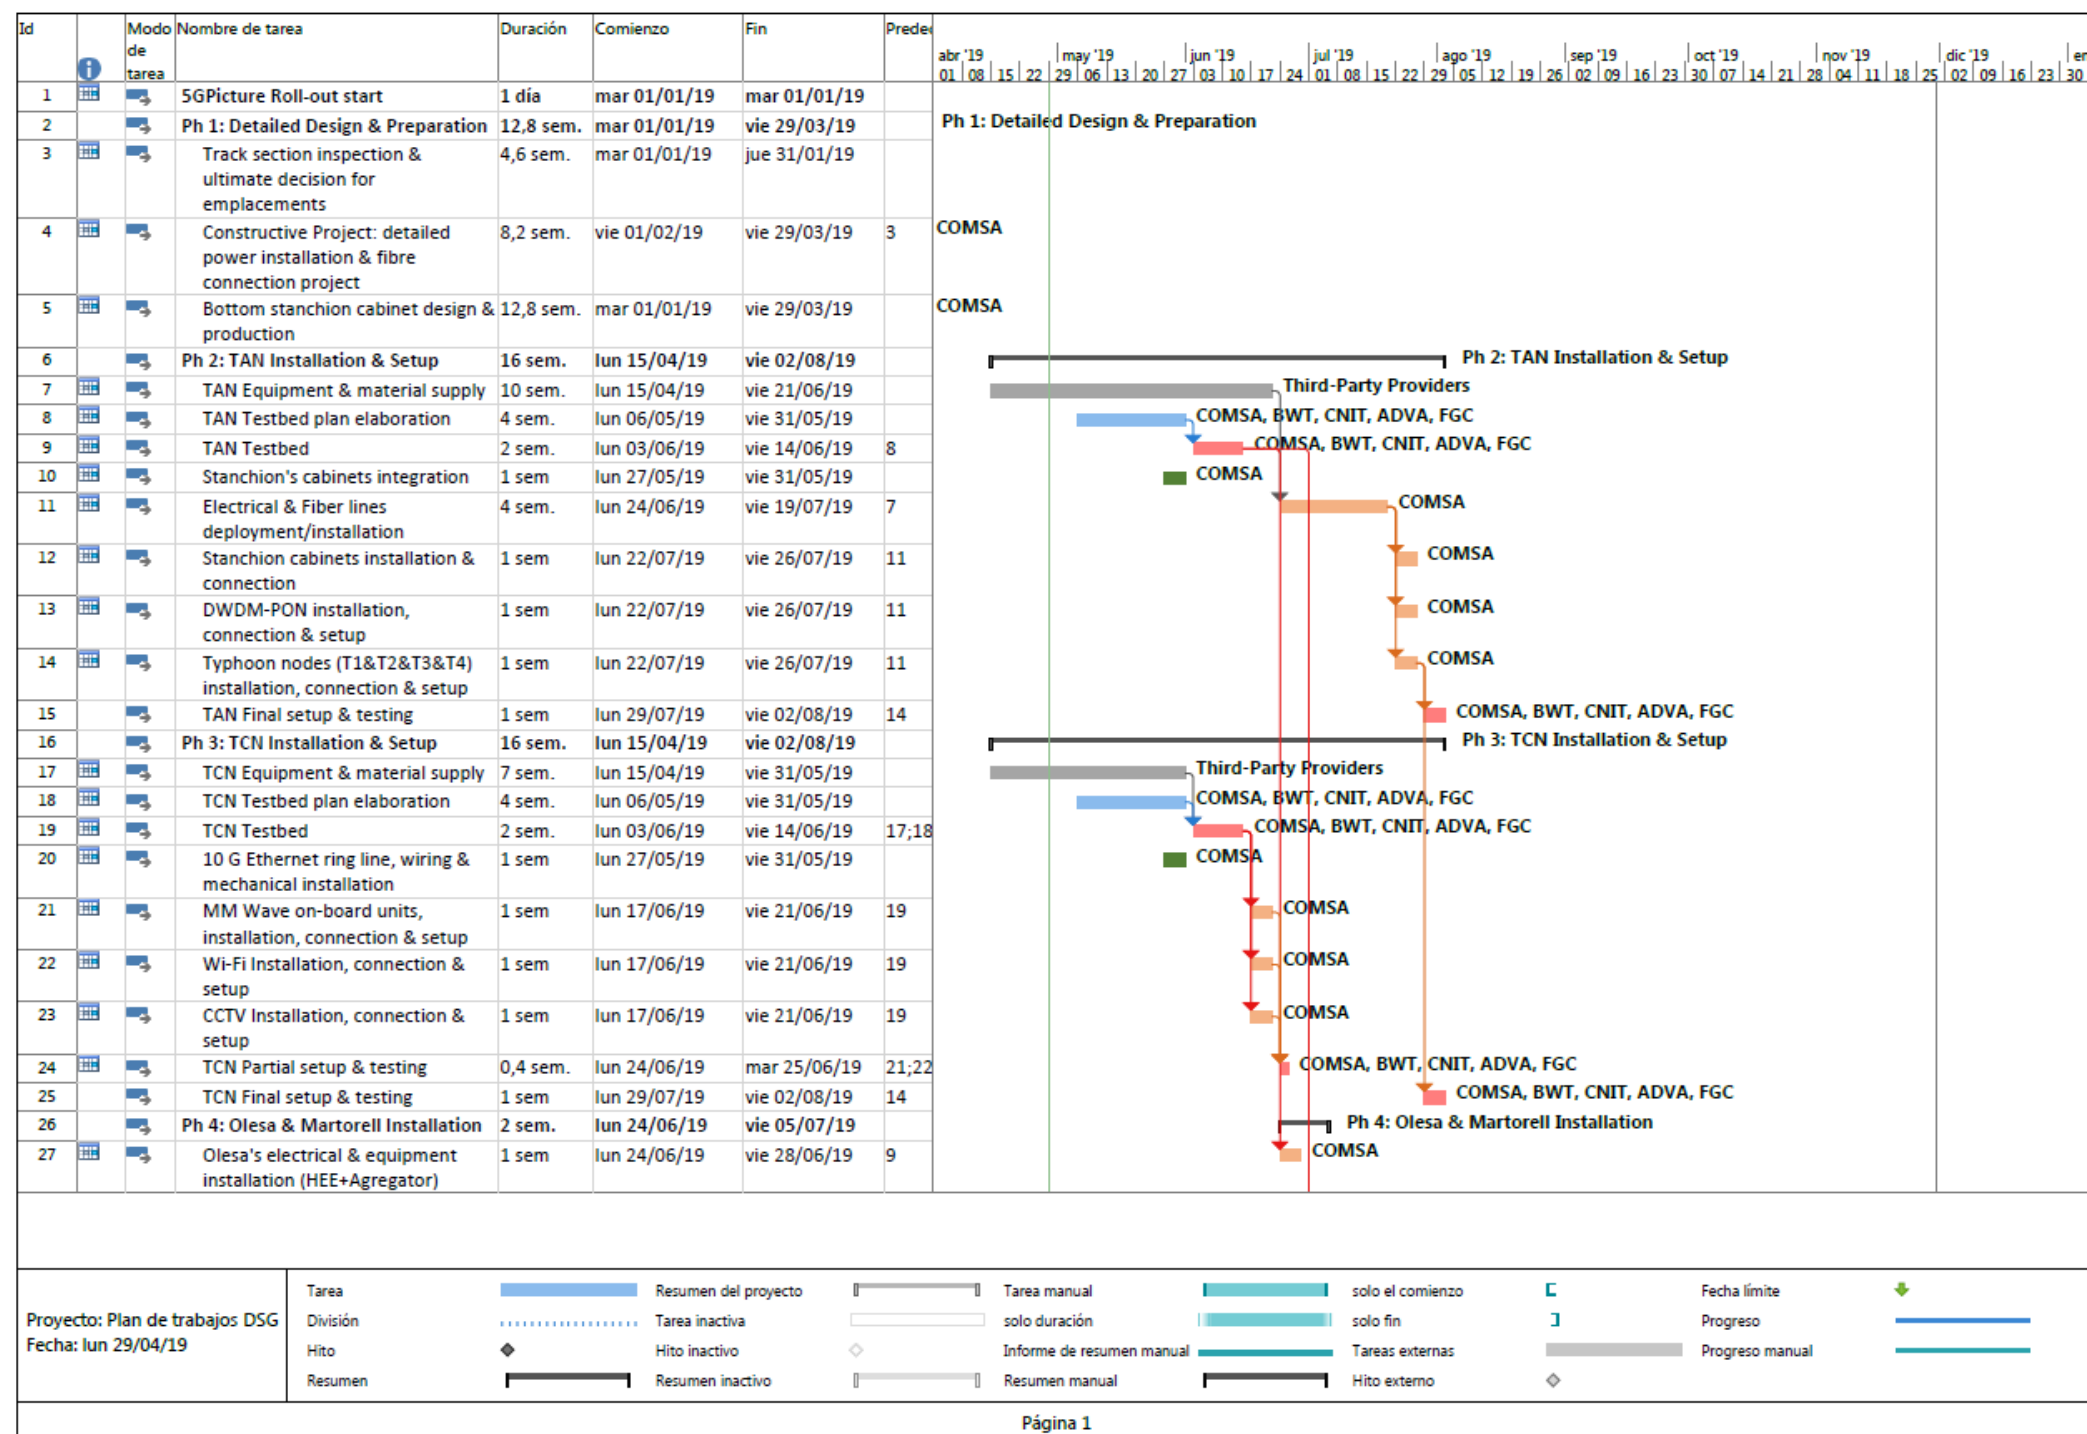 Id Modo Nombre de tarea Duración Comienzo Fin Predec
de
tarea
abr '19 may '19 jun '19 jul '19 ago '19 sep '19 oct '19 nov '19 dic '19
01 08 15 22 29 06 13 20 27 03 10 17 24 01 08 15 22 29 05 12 19 26 02 09 16 23 30 07 14 21 28 04 11 18 25 02 09 16 23 30
1 5GPicture Roll-out start 1 día mar 01/01/19 mar 01/01/19
2 Ph 1: Detailed Design & Preparation 12,8 sem. mar 01/01/19 vie 29/03/19 Ph 1: Detailed Design & Preparation
3 Track section inspection & 4,6 sem. mar 01/01/19 jue 31/01/19
ultimate decision for
emplacements
4 Constructive Project: detailed 8,2 sem. vie 01/02/19 vie 29/03/19 3 COMSA
power installation & fibre
connection project
5 Bottom stanchion cabinet design & 12,8 sem. mar 01/01/19 vie 29/03/19 COMSA
production
6 Ph 2: TAN Installation & Setup 16 sem. lun 15/04/19 vie 02/08/19 Ph 2: TAN Installation & Setup
7 TAN Equipment & material supply 10 sem. lun 15/04/19 vie 21/06/19 Third-Party Providers
8 TAN Testbed plan elaboration 4 sem. lun 06/05/19 vie 31/05/19 COMSA, BWT, CNIT, ADVA, FGC
9 TAN Testbed 2 sem. lun 03/06/19 vie 14/06/19 8 COMSA, BWT, CNIT, ADVA, FGC
10 Stanchion's cabinets integration 1 sem lun 27/05/19 vie 31/05/19 COMSA
11 Electrical & Fiber lines 4 sem. lun 24/06/19 vie 19/07/19 7 COMSA
deployment/installation
12 Stanchion cabinets installation & 1 sem lun 22/07/19 vie 26/07/19 11 COMSA
connection
13 DWDM-PON installation, 1 sem lun 22/07/19 vie 26/07/19 11 COMSA
connection & setup
14 Typhoon nodes (T1&T2&T3&T4) 1 sem lun 22/07/19 vie 26/07/19 11 COMSA
installation, connection & setup
15 TAN Final setup & testing 1 sem lun 29/07/19 vie 02/08/19 14 COMSA, BWT, CNIT, ADVA, FGC
16 Ph 3: TCN Installation & Setup 16 sem. lun 15/04/19 vie 02/08/19 Ph 3: TCN Installation & Setup
17 TCN Equipment & material supply 7 sem. lun 15/04/19 vie 31/05/19 Third-Party Providers
18 TCN Testbed plan elaboration 4 sem. lun 06/05/19 vie 31/05/19 COMSA, BWT, CNIT, ADVA, FGC
19 TCN Testbed 2 sem. lun 03/06/19 vie 14/06/19 17;18 COMSA, BWT, CNIT, ADVA, FGC
20 10 G Ethernet ring line, wiring & 1 sem lun 27/05/19 vie 31/05/19 COMSA
mechanical installation
21 MM Wave on-board units, 1 sem lun 17/06/19 vie 21/06/19 19 COMSA
installation, connection & setup
22 Wi-Fi Installation, connection & 1 sem lun 17/06/19 vie 21/06/19 19 COMSA
setup
23 CCTV Installation, connection & 1 sem lun 17/06/19 vie 21/06/19 19 COMSA
setup
24 TCN Partial setup & testing 0,4 sem. lun 24/06/19 mar 25/06/19 21;22 COMSA, BWT, CNIT, ADVA, FGC
25 TCN Final setup & testing 1 sem lun 29/07/19 vie 02/08/19 14 COMSA, BWT, CNIT, ADVA, FGC
26 Ph 4: Olesa & Martorell Installation 2 sem. lun 24/06/19 vie 05/07/19 Ph 4: Olesa & Martorell Installation
27 Olesa's electrical & equipment 1 sem lun 24/06/19 vie 28/06/19 9 COMSA
installation (HEE+Agregator)
Proyecto: Plan de trabajos DSG
Fecha: lun 29/04/19
Tarea Resumen del proyecto Tarea manual solo el comienzo Fecha límite
División Tarea inactiva solo duración solo fin Progreso
Hito Hito inactivo Informe de resumen manual Tareas externas Progreso manual
Resumen Resumen inactivo Resumen manual Hito externo
Página 1